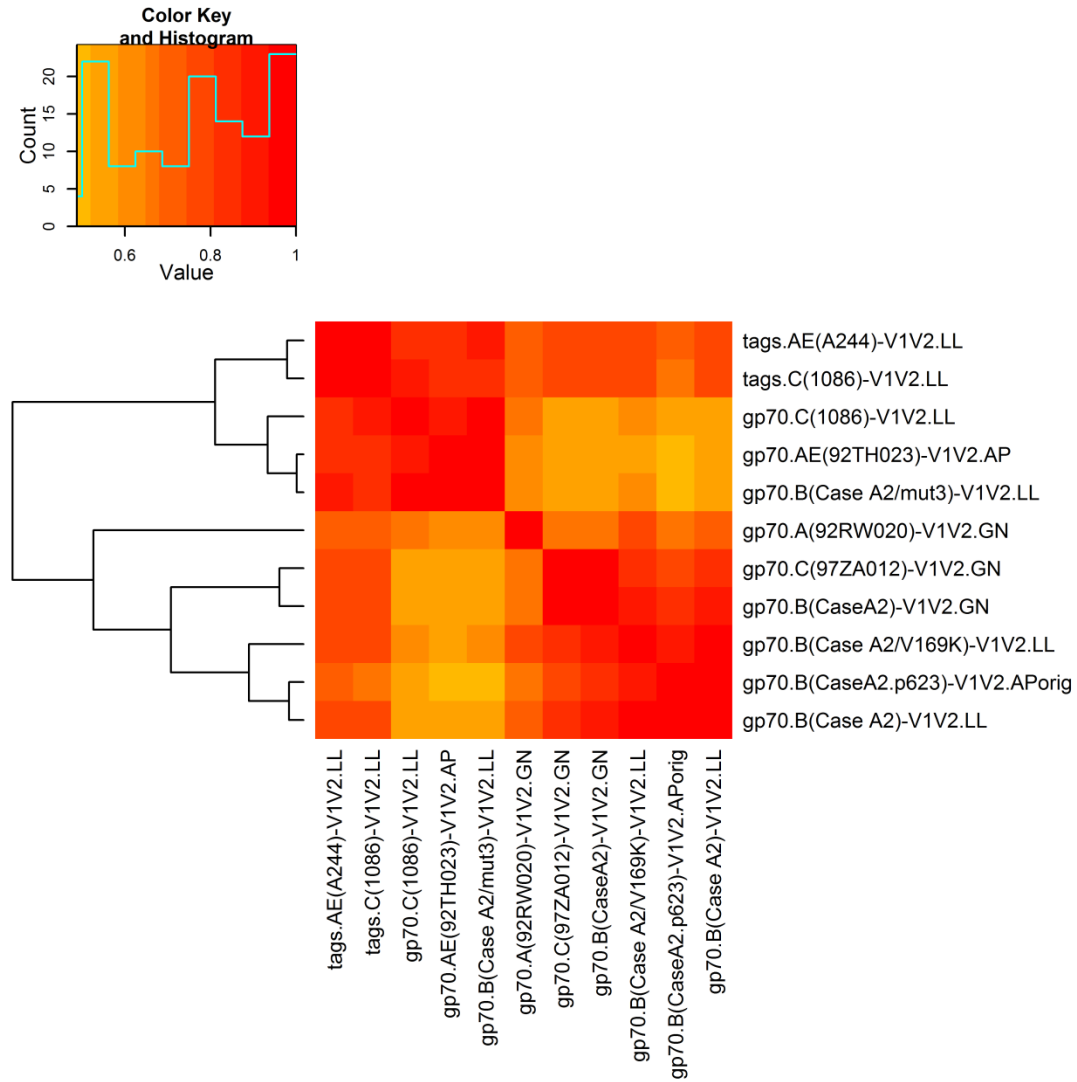 Color Key
and Histogram
Count
0
5
10
15
20
0.6
0.8
1
Value
tags.AE(A244)-V1V2.LL
tags.C(1086)-V1V2.LL
gp70.C(1086)-V1V2.LL
gp70.AE(92TH023)-V1V2.AP
gp70.B(Case A2/mut3)-V1V2.LL
gp70.A(92RW020)-V1V2.GN
gp70.C(97ZA012)-V1V2.GN
gp70.B(CaseA2)-V1V2.GN
gp70.B(Case A2/V169K)-V1V2.LL
gp70.B(CaseA2.p623)-V1V2.APorig
gp70.B(Case A2)-V1V2.LL
tags.AE(A244)-V1V2.LL
tags.C(1086)-V1V2.LL
gp70.C(1086)-V1V2.LL
gp70.AE(92TH023)-V1V2.AP
gp70.B(Case A2/mut3)-V1V2.LL
gp70.A(92RW020)-V1V2.GN
gp70.C(97ZA012)-V1V2.GN
gp70.B(CaseA2)-V1V2.GN
gp70.B(Case A2/V169K)-V1V2.LL
gp70.B(CaseA2.p623)-V1V2.APorig
gp70.B(Case A2)-V1V2.LL